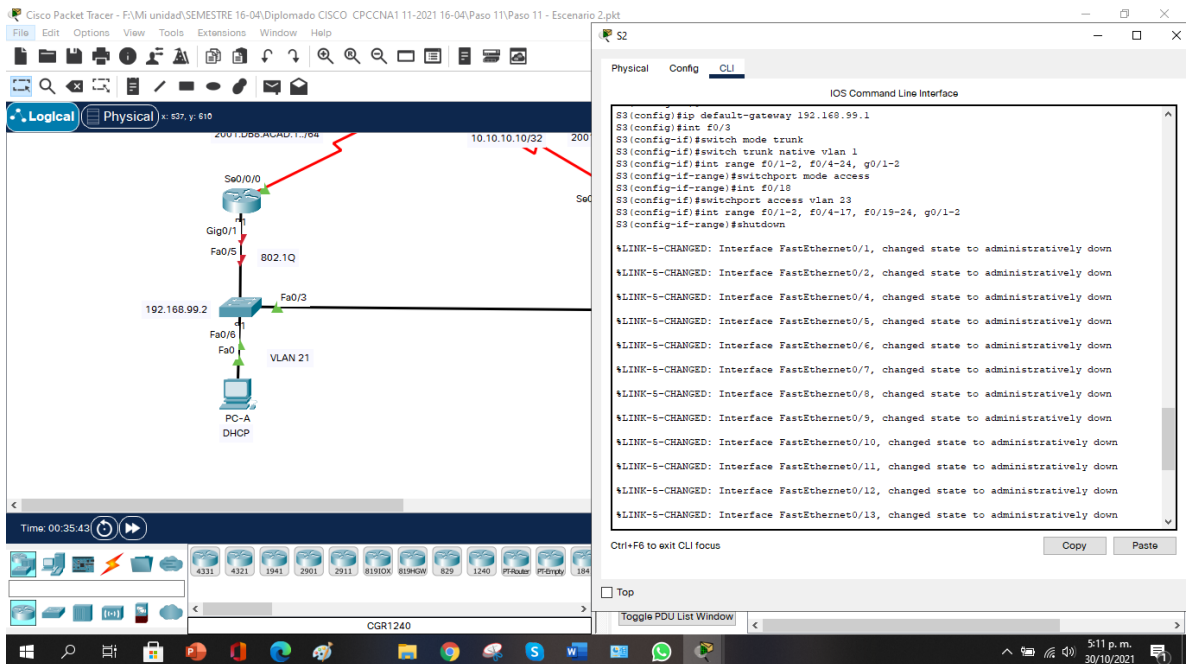 Cisco Packet Tracer - F:\Mi unidad\SEMESTRE 16-04\Diplomado CISCO CPCCNA1 11-2021 16-04\Paso 11\Paso 11 - Escenario 2.pkt
File Edit Options View Tools Extensions Window Help
Logical
Physical
x: 537, y: 610
2001:DB8:ACAD:1::/64
10.10.10.10/32
2001
Se0/0/0
Se0
Gig0/1
Fa0/5
802.1Q
Fa0/3
192.168.99.2
Fa0/6
Fa0
VLAN 21
PC-A
DHCP
Time: 00:35:43
4331 4321 1941 2901 2911 819IOX 819HGW 829 1240 PT-Router PT-Empty 184
CGR1240
S2
Physical Config CLI
IOS Command Line Interface
S3(config)#ip default-gateway 192.168.99.1
S3(config)#int f0/3
S3(config-if)#switch mode trunk
S3(config-if)#switch trunk native vlan 1
S3(config-if)#int range f0/1-2, f0/4-24, g0/1-2
S3(config-if-range)#switchport mode access
S3(config-if-range)#int f0/18
S3(config-if)#switchport access vlan 23
S3(config-if)#int range f0/1-2, f0/4-17, f0/19-24, g0/1-2
S3(config-if-range)#shutdown
%LINK-5-CHANGED: Interface FastEthernet0/1, changed state to administratively down
%LINK-5-CHANGED: Interface FastEthernet0/2, changed state to administratively down
%LINK-5-CHANGED: Interface FastEthernet0/4, changed state to administratively down
%LINK-5-CHANGED: Interface FastEthernet0/5, changed state to administratively down
%LINK-5-CHANGED: Interface FastEthernet0/6, changed state to administratively down
%LINK-5-CHANGED: Interface FastEthernet0/7, changed state to administratively down
%LINK-5-CHANGED: Interface FastEthernet0/8, changed state to administratively down
%LINK-5-CHANGED: Interface FastEthernet0/9, changed state to administratively down
%LINK-5-CHANGED: Interface FastEthernet0/10, changed state to administratively down
%LINK-5-CHANGED: Interface FastEthernet0/11, changed state to administratively down
%LINK-5-CHANGED: Interface FastEthernet0/12, changed state to administratively down
%LINK-5-CHANGED: Interface FastEthernet0/13, changed state to administratively down
Ctrl+F6 to exit CLI focus
Copy
Paste
Top
Toggle PDU List Window
5:11 p. m.
30/10/2021